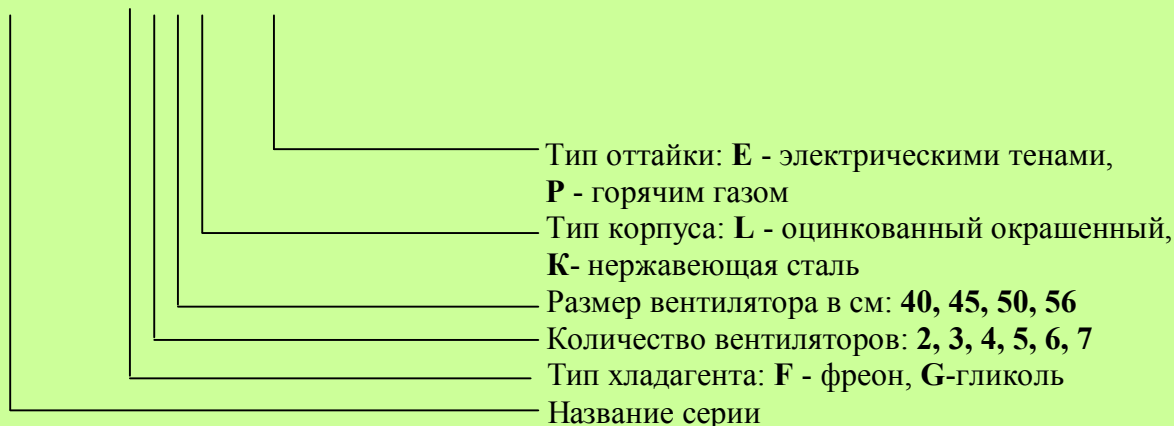 Тип оттайки: E - электрическими тенами,
P - горячим газом
Тип корпуса: L - оцинкованный окрашенный,
К- нержавеющая сталь
Размер вентилятора в см: 40, 45, 50, 56
Количество вентиляторов: 2, 3, 4, 5, 6, 7
Тип хладагента: F - фреон, G-гликоль
Название серии